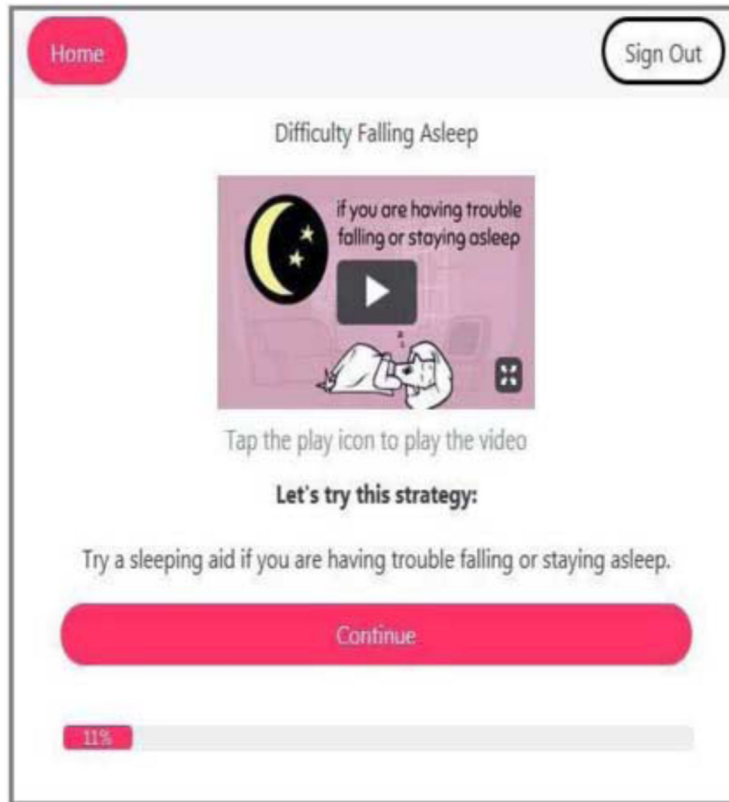 Home
Sign Out
Difficulty Falling Asleep
if you are having trouble
falling or staying asleep
Tap the play icon to play the video
Let's try this strategy:
Try a sleeping aid if you are having trouble falling or staying asleep.
Continue
11%